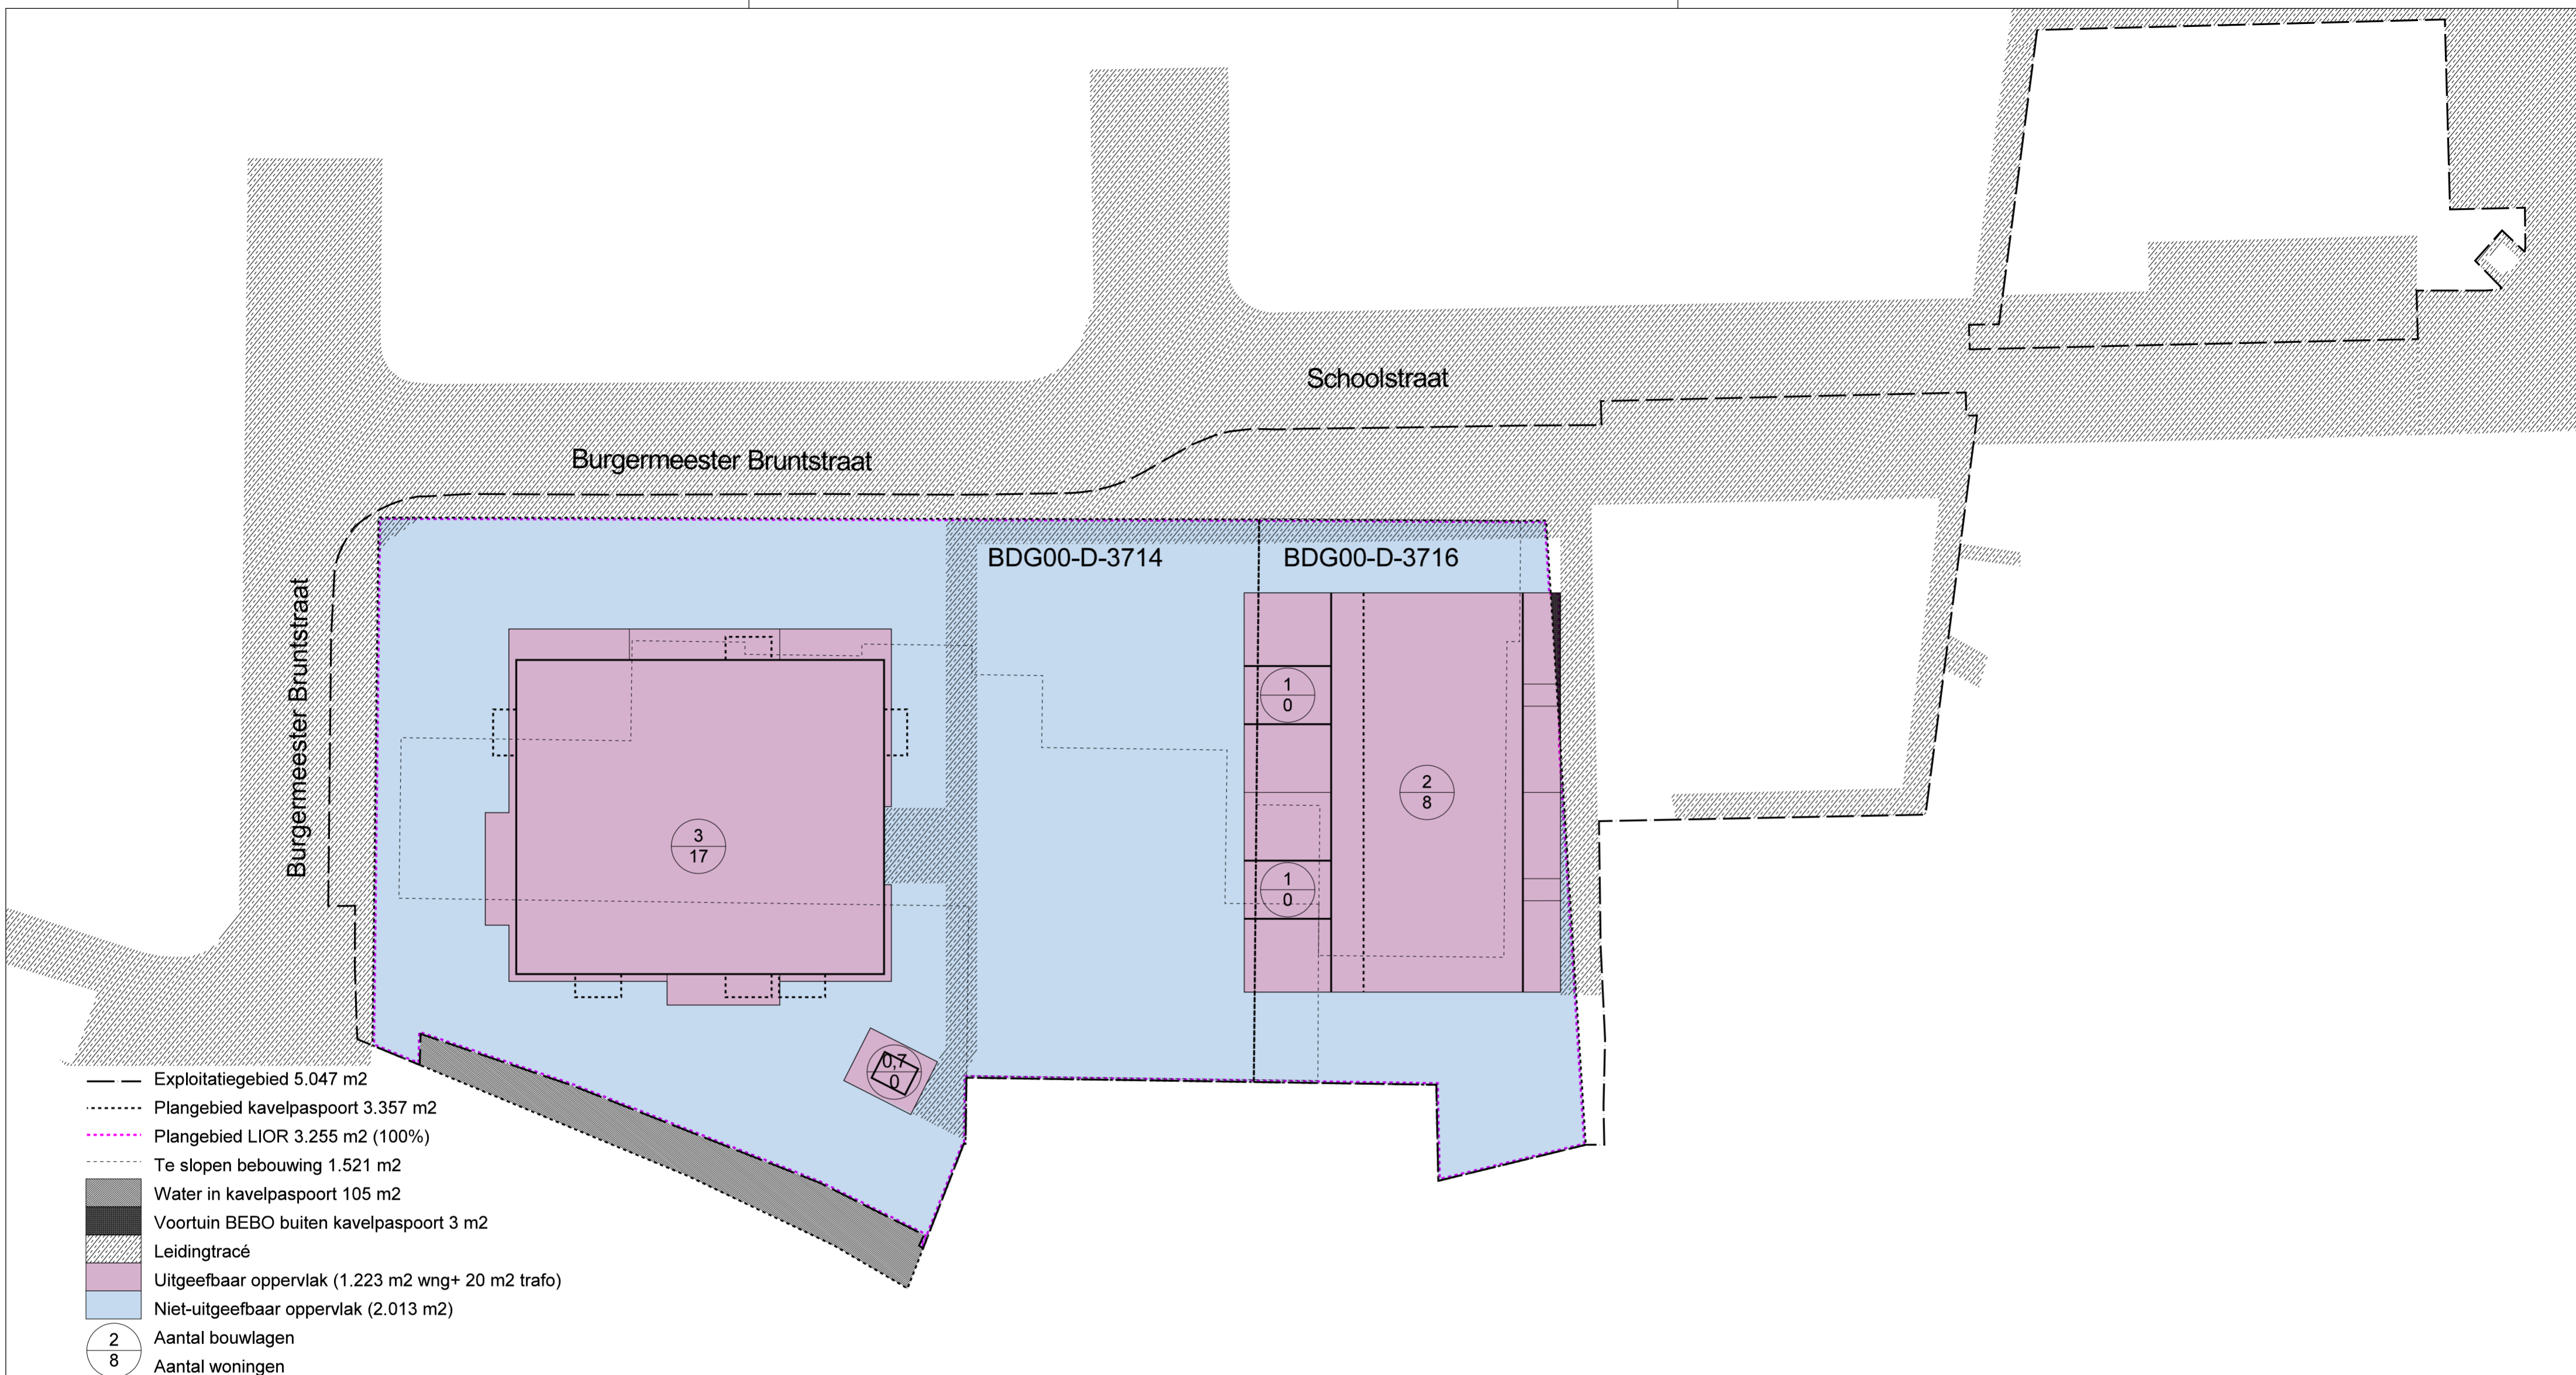 Schoolstraat
Burgermeester Bruntstraat
Burgermeester Bruntstraat
BDG00-D-3714
BDG00-D-3716
1
0
2
8
3
17
1
0
0,7
0
Exploitatiegebied 5.047 m2
Plangebied kavelpaspoort 3.357 m2
Plangebied LIOR 3.255 m2 (100%)
Te slopen bebouwing 1.521 m2
Water in kavelpaspoort 105 m2
Voortuin BEBO buiten kavelpaspoort 3 m2
Leidingtracé
Uitgeefbaar oppervlak (1.223 m2 wng+ 20 m2 trafo)
Niet-uitgeefbaar oppervlak (2.013 m2)
2
Aantal bouwlagen
8
Aantal woningen